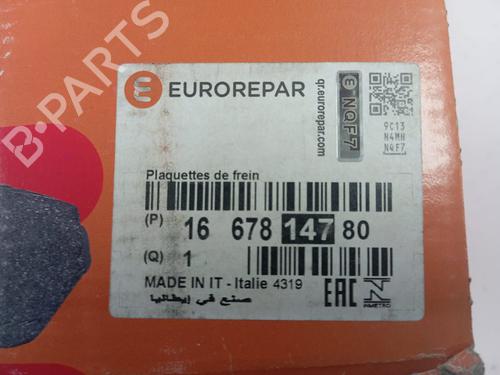 EUROREPAR
qr.eurorepar.com
NQF7
9C13
N4MH
NQF7
Plaquettes de frein
(P) 16 678 147 80
(Q) 1
MADE IN IT - Italie 4319
صنع في إيطاليا
EAC
B-PARTS